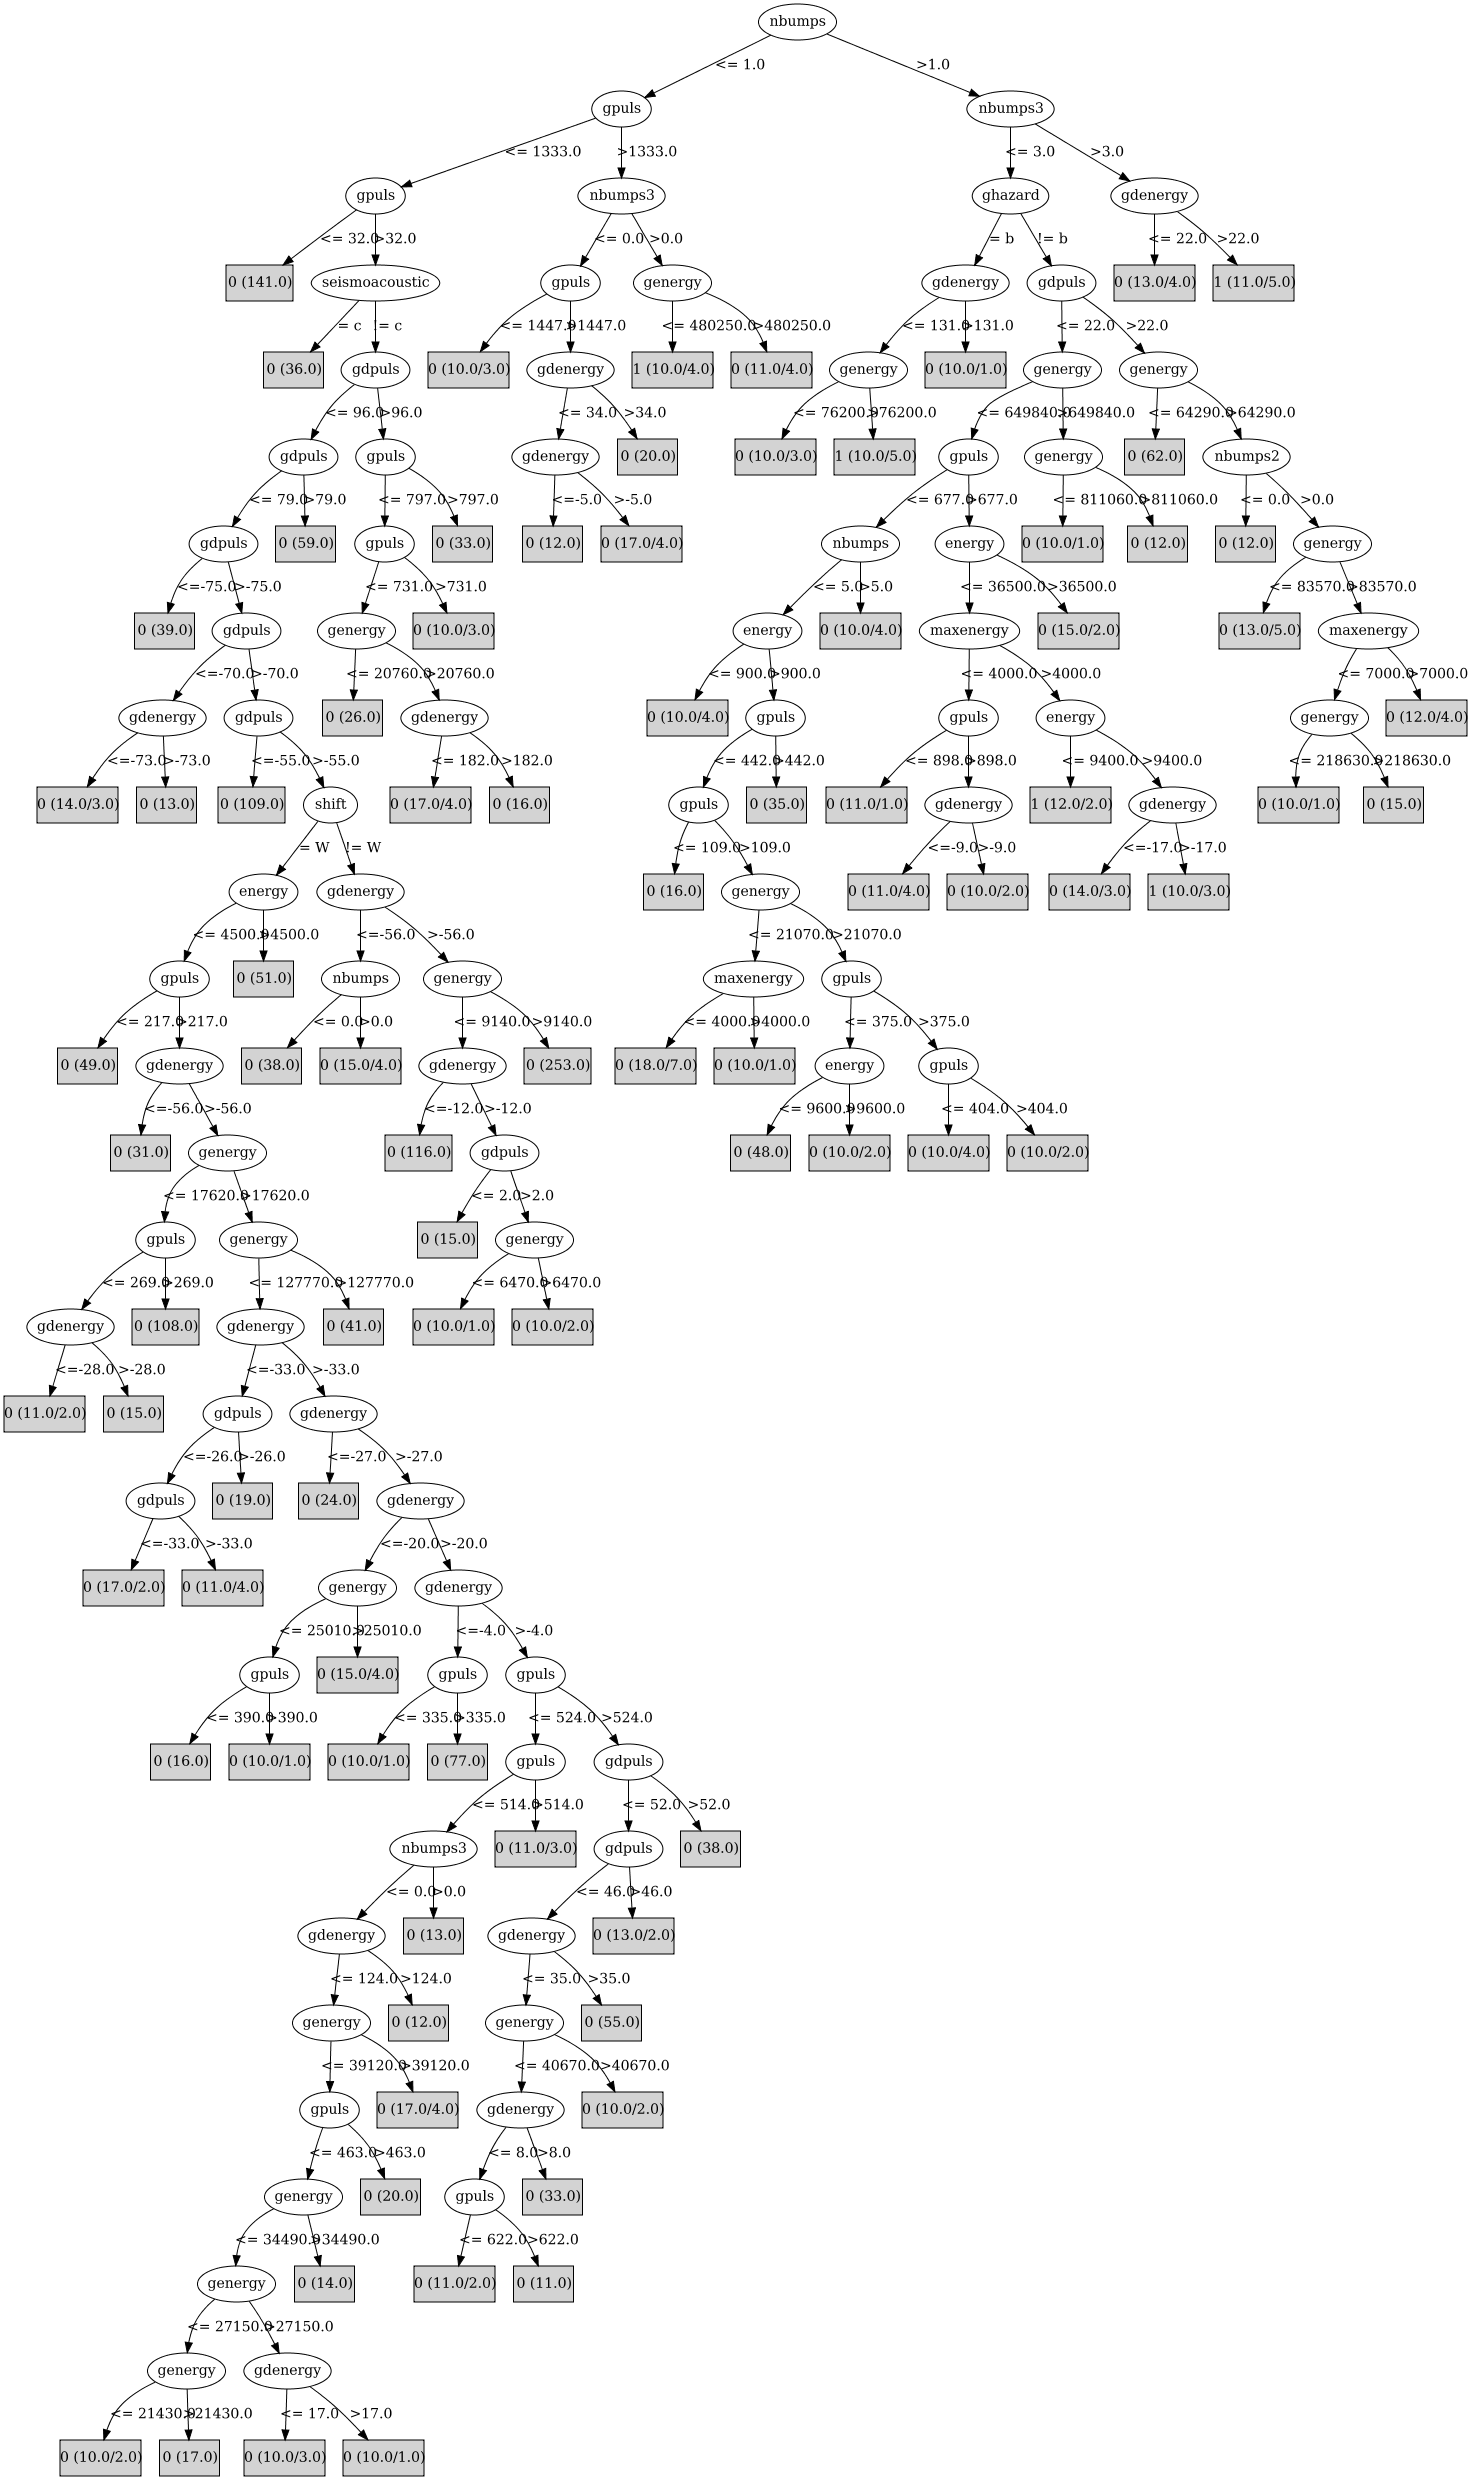 nbumps
<= 1.0 >1.0
gpuls nbumps3
<= 1333.0 >1333.0 <= 3.0 >3.0
gpuls nbumps3 ghazard gdenergy
<= 32.0 >32.0 <= 0.0 >0.0 = b != b <= 22.0 >22.0
0 (141.0) seismoacoustic gpuls genergy gdenergy gdpuls 0 (13.0/4.0) 1 (11.0/5.0)
= c != c <= 1447.0 >1447.0 <= 480250.0 >480250.0 <= 131.0 >131.0 <= 22.0 >22.0
0 (36.0) gdpuls 0 (10.0/3.0) gdenergy 1 (10.0/4.0) 0 (11.0/4.0) genergy 0 (10.0/1.0) genergy genergy
<= 96.0 >96.0 <= 34.0 >34.0 <= 76200.0 >76200.0 <= 649840.0 >649840.0 <= 64290.0 >64290.0
gdpuls gpuls gdenergy 0 (20.0) 0 (10.0/3.0) 1 (10.0/5.0) gpuls genergy 0 (62.0) nbumps2
<= 79.0 >79.0 <= 797.0 >797.0 <=-5.0 >-5.0 <= 677.0 >677.0 <= 811060.0 >811060.0 <= 0.0 >0.0
gdpuls 0 (59.0) gpuls 0 (33.0) 0 (12.0) 0 (17.0/4.0) nbumps energy 0 (10.0/1.0) 0 (12.0) 0 (12.0) genergy
<=-75.0 >-75.0 <= 731.0 >731.0 <= 5.0 >5.0 <= 36500.0 >36500.0 <= 83570.0 >83570.0
0 (39.0) gdpuls genergy 0 (10.0/3.0) energy 0 (10.0/4.0) maxenergy 0 (15.0/2.0) 0 (13.0/5.0) maxenergy
<=-70.0 >-70.0 <= 20760.0 >20760.0 <= 900.0 >900.0 <= 4000.0 >4000.0 <= 7000.0 >7000.0
gdenergy gdpuls 0 (26.0) gdenergy 0 (10.0/4.0) gpuls gpuls energy genergy 0 (12.0/4.0)
<=-73.0 >-73.0 <=-55.0 >-55.0 <= 182.0 >182.0 <= 442.0 >442.0 <= 898.0 >898.0 <= 9400.0 >9400.0 <= 218630.0 >218630.0
0 (14.0/3.0) 0 (13.0) 0 (109.0) shift 0 (17.0/4.0) 0 (16.0) gpuls 0 (35.0) 0 (11.0/1.0) gdenergy 1 (12.0/2.0) gdenergy 0 (10.0/1.0) 0 (15.0)
= W != W <= 109.0 >109.0 <=-9.0 >-9.0 <=-17.0 >-17.0
energy gdenergy 0 (16.0) genergy 0 (11.0/4.0) 0 (10.0/2.0) 0 (14.0/3.0) 1 (10.0/3.0)
<= 4500.0 >4500.0 <=-56.0 >-56.0 <= 21070.0 >21070.0
gpuls 0 (51.0) nbumps genergy maxenergy gpuls
<= 217.0 >217.0 <= 0.0 >0.0 <= 9140.0 >9140.0 <= 4000.0 >4000.0 <= 375.0 >375.0
0 (49.0) gdenergy 0 (38.0) 0 (15.0/4.0) gdenergy 0 (253.0) 0 (18.0/7.0) 0 (10.0/1.0) energy gpuls
<=-56.0 >-56.0 <=-12.0 >-12.0 <= 9600.0 >9600.0 <= 404.0 >404.0
0 (31.0) genergy 0 (116.0) gdpuls 0 (48.0) 0 (10.0/2.0) 0 (10.0/4.0) 0 (10.0/2.0)
<= 17620.0 >17620.0 <= 2.0 >2.0
gpuls genergy 0 (15.0) genergy
<= 269.0 >269.0 <= 127770.0 >127770.0 <= 6470.0 >6470.0
gdenergy 0 (108.0) gdenergy 0 (41.0) 0 (10.0/1.0) 0 (10.0/2.0)
<=-28.0 >-28.0 <=-33.0 >-33.0
0 (11.0/2.0) 0 (15.0) gdpuls gdenergy
<=-26.0 >-26.0 <=-27.0 >-27.0
gdpuls 0 (19.0) 0 (24.0) gdenergy
<=-33.0 >-33.0 <=-20.0 >-20.0
0 (17.0/2.0) 0 (11.0/4.0) genergy gdenergy
<= 25010.0 >25010.0 <=-4.0 >-4.0
gpuls 0 (15.0/4.0) gpuls gpuls
<= 390.0 >390.0 <= 335.0 >335.0 <= 524.0 >524.0
0 (16.0) 0 (10.0/1.0) 0 (10.0/1.0) 0 (77.0) gpuls gdpuls
<= 514.0 >514.0 <= 52.0 >52.0
nbumps3 0 (11.0/3.0) gdpuls 0 (38.0)
<= 0.0 >0.0 <= 46.0 >46.0
gdenergy 0 (13.0) gdenergy 0 (13.0/2.0)
<= 124.0 >124.0 <= 35.0 >35.0
genergy 0 (12.0) genergy 0 (55.0)
<= 39120.0 >39120.0 <= 40670.0 >40670.0
gpuls 0 (17.0/4.0) gdenergy 0 (10.0/2.0)
<= 463.0 >463.0 <= 8.0 >8.0
genergy 0 (20.0) gpuls 0 (33.0)
<= 34490.0 >34490.0 <= 622.0 >622.0
genergy 0 (14.0) 0 (11.0/2.0) 0 (11.0)
<= 27150.0 >27150.0
genergy gdenergy
<= 21430.0 >21430.0 <= 17.0 >17.0
0 (10.0/2.0) 0 (17.0) 0 (10.0/3.0) 0 (10.0/1.0)